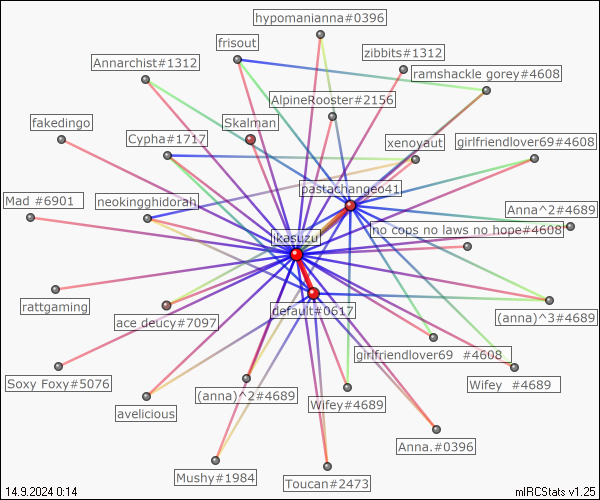 hypomanianna#0396
frisout
zibbits#1312
Annarchist#1312
ramshackle gorey#4608
AlpineRooster#2156
fakedingo
Skalman
Cypha#1717
xenoyaut
girlfriendlover69#4608
pastachangeo41
Mad #6901
neokingghidorah
Anna^2#4689
no cops no laws no hope#4608
ikasuzu
rattgaming
ace deucy#7097
default#0617
(anna)^3#4689
girlfriendlover69 #4608
Soxy Foxy#5076
(anna)^2#4689
Wifey #4689
Wifey#4689
avelicious
Anna.#0396
Mushy#1984
Toucan#2473
14.9.2024 0:14
mIRCStats v1.25